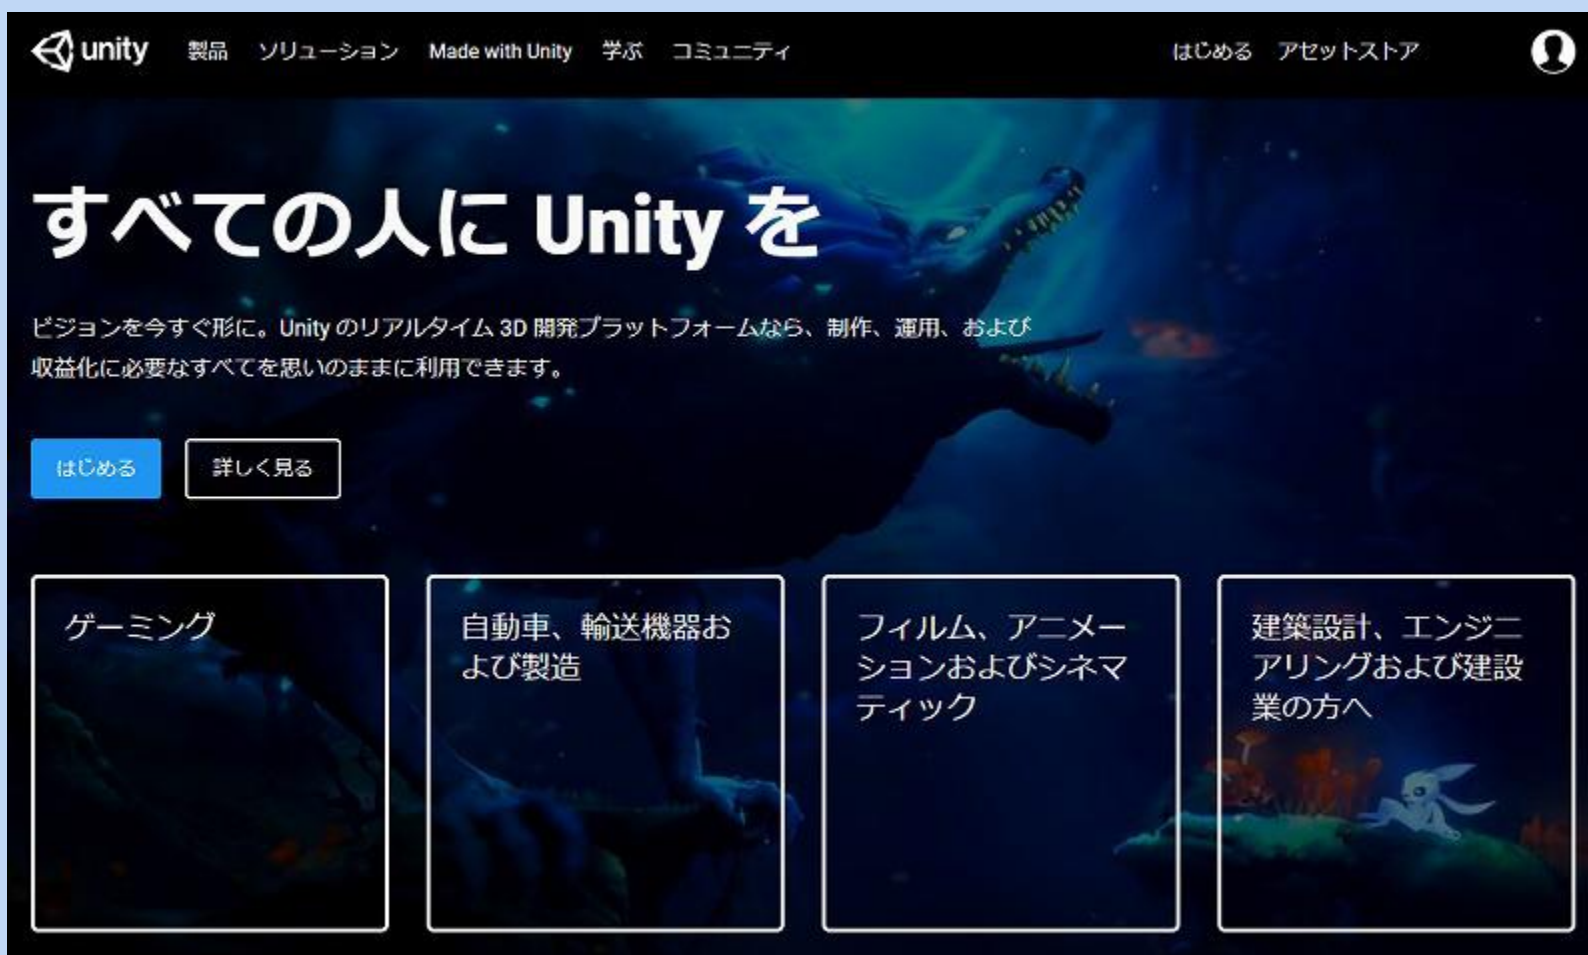 unity 製品 ソリューション Made with Unity 学ぶ コミュニティ はじめる アセットストア
すべての人に Unity を
ビジョンを今すぐ形に。Unity のリアルタイム 3D 開発プラットフォームなら、制作、運用、および
収益化に必要なすべてを思いのままに利用できます。
はじめる 詳しく見る
ゲーミング
自動車、輸送機器お
よび製造
フィルム、アニメー
ションおよびシネマ
ティック
建築設計、エンジニ
アリングおよび建設
業の方へ